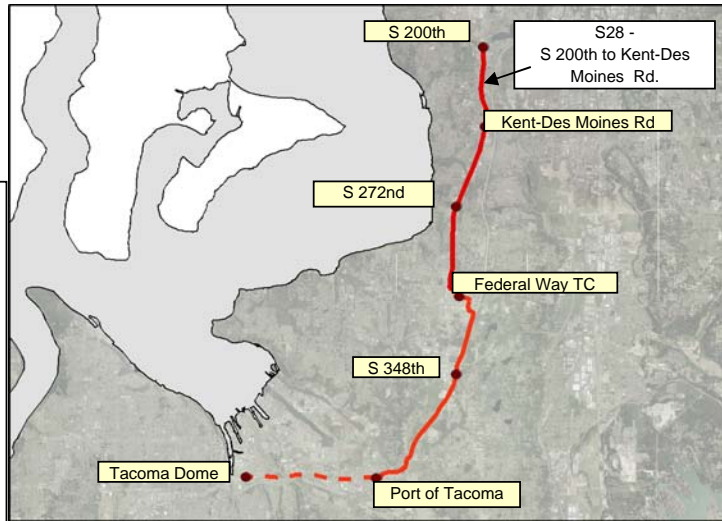 S 200th
S28 -
S 200th to Kent-Des
Moines Rd.
Kent-Des Moines Rd
S 272nd
Federal Way TC
S 348th
Tacoma Dome
Port of Tacoma